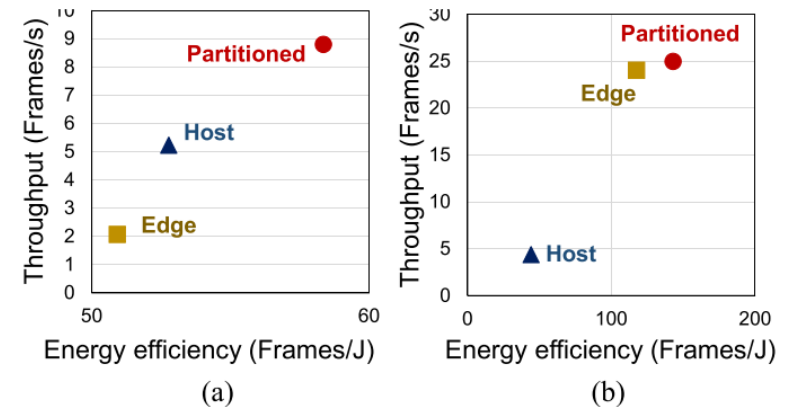 Throughput (Frames/s)
10
9
8
7
6
5
4
3
2
1
0
Partitioned
Host
Edge
50
60
Energy efficiency (Frames/J)
(a)
Throughput (Frames/s)
30
25
20
15
10
5
0
Partitioned
Edge
Host
0
100
200
Energy efficiency (Frames/J)
(b)